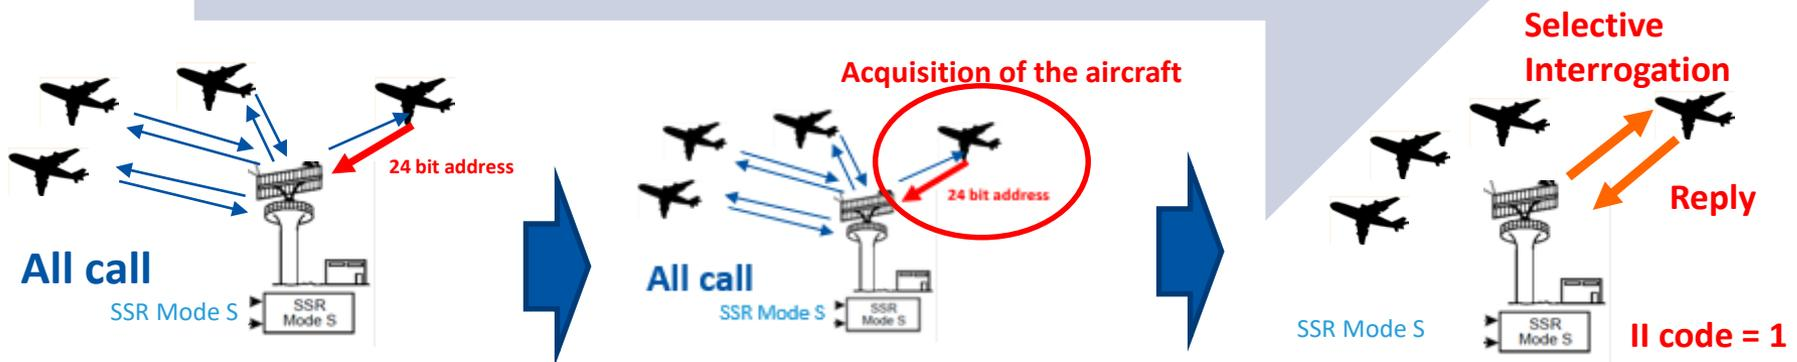 24 bit address
All call
SSR Mode S
SSR
Mode S
Acquisition of the aircraft
24 bit address
All call
SSR Mode S
SSR
Mode S
Selective
Interrogation
Reply
SSR Mode S
SSR
Mode S
II code = 1